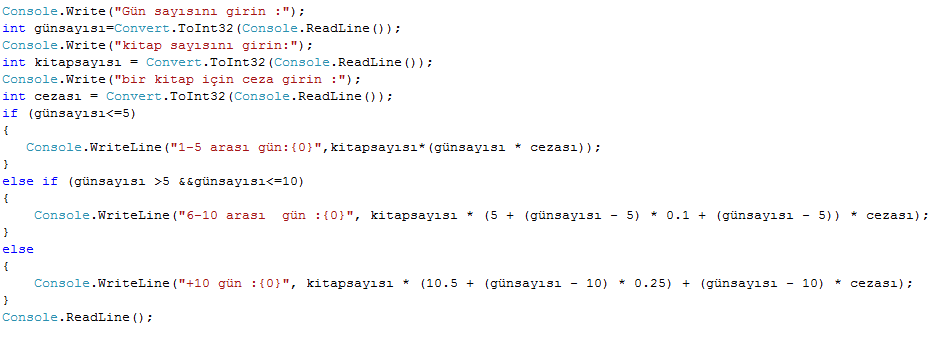 Console.Write("Gün sayısını girin :");
int günsayısı=Convert.ToInt32(Console.ReadLine());
Console.Write("kitap sayısını girin:");
int kitapsayısı = Convert.ToInt32(Console.ReadLine());
Console.Write("bir kitap için ceza girin :");
int cezası = Convert.ToInt32(Console.ReadLine());
if (günsayısı<=5)
{
   Console.WriteLine("1-5 arası gün:{0}",kitapsayısı*(günsayısı * cezası));
}
else if (günsayısı >5 &&günsayısı<=10)
{
    Console.WriteLine("6-10 arası  gün :{0}", kitapsayısı * (5 + (günsayısı - 5) * 0.1 + (günsayısı - 5)) * cezası);
}
else
{
    Console.WriteLine("+10 gün :{0}", kitapsayısı * (10.5 + (günsayısı - 10) * 0.25) + (günsayısı - 10) * cezası);
}
Console.ReadLine();